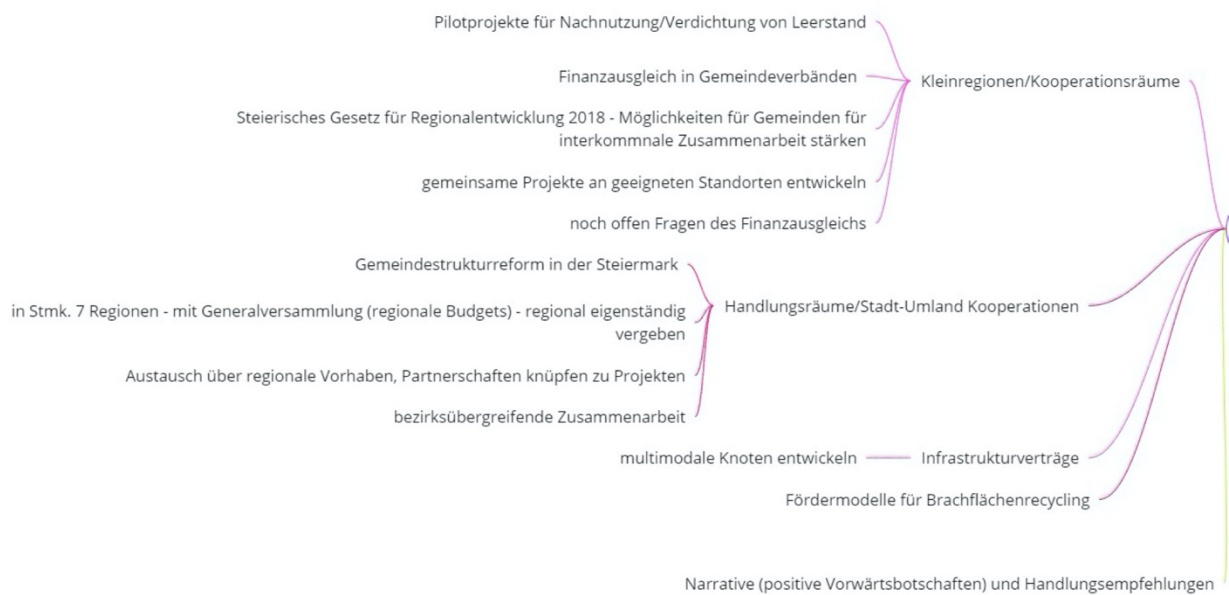 Pilotprojekte für Nachnutzung/Verdichtung von Leerstand
Finanzausgleich in Gemeindeverbänden
Kleinregionen/Kooperationsräume
Steierisches Gesetz für Regionalentwicklung 2018 - Möglichkeiten für Gemeinden für
interkommnale Zusammenarbeit stärken
gemeinsame Projekte an geeigneten Standorten entwickeln
noch offen Fragen des Finanzausgleichs
Gemeindestrukturreform in der Steiermark
in Stmk. 7 Regionen - mit Generalversammlung (regionale Budgets) - regional eigenständig
vergeben
Handlungsräume/Stadt-Umland Kooperationen
Austausch über regionale Vorhaben, Partnerschaften knüpfen zu Projekten
bezirksübergreifende Zusammenarbeit
multimodale Knoten entwickeln
Infrastrukturverträge
Fördermodelle für Brachflächenrecycling
Narrative (positive Vorwärtsbotschaften) und Handlungsempfehlungen